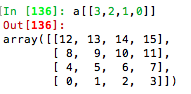 In [136]: a[[3,2,1,0]]
Out[136]:
array([[12, 13, 14, 15],
       [ 8,  9, 10, 11],
       [ 4,  5,  6,  7],
       [ 0,  1,  2,  3]])